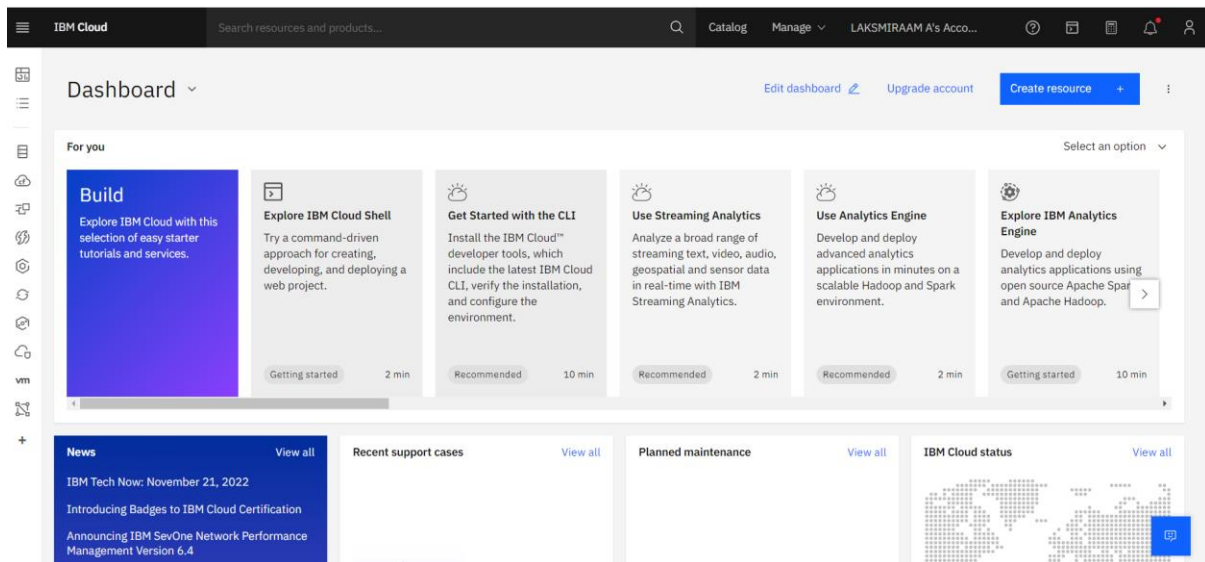 IBM Cloud
Search resources and products...
Catalog
Manage
LAKSMIRAAM A's Acco...
Dashboard
Edit dashboard
Upgrade account
Create resource +
For you
Select an option
Build
Explore IBM Cloud with this
selection of easy starter
tutorials and services.
Explore IBM Cloud Shell
Try a command-driven
approach for creating,
developing, and deploying a
web project.
Getting started
2 min
Get Started with the CLI
Install the IBM Cloud™
developer tools, which
include the latest IBM Cloud
CLI, verify the installation,
and configure the
environment.
Recommended
10 min
Use Streaming Analytics
Analyze a broad range of
streaming text, video, audio,
geospatial and sensor data
in real-time with IBM
Streaming Analytics.
Recommended
2 min
Use Analytics Engine
Develop and deploy
advanced analytics
applications in minutes on a
scalable Hadoop and Spark
environment.
Recommended
2 min
Explore IBM Analytics
Engine
Develop and deploy
analytics applications using
open source Apache Spar
and Apache Hadoop.
Getting started
10 min
vm
News
View all
IBM Tech Now: November 21, 2022
Introducing Badges to IBM Cloud Certification
Announcing IBM SevOne Network Performance
Management Version 6.4
Recent support cases
View all
Planned maintenance
View all
IBM Cloud status
View all